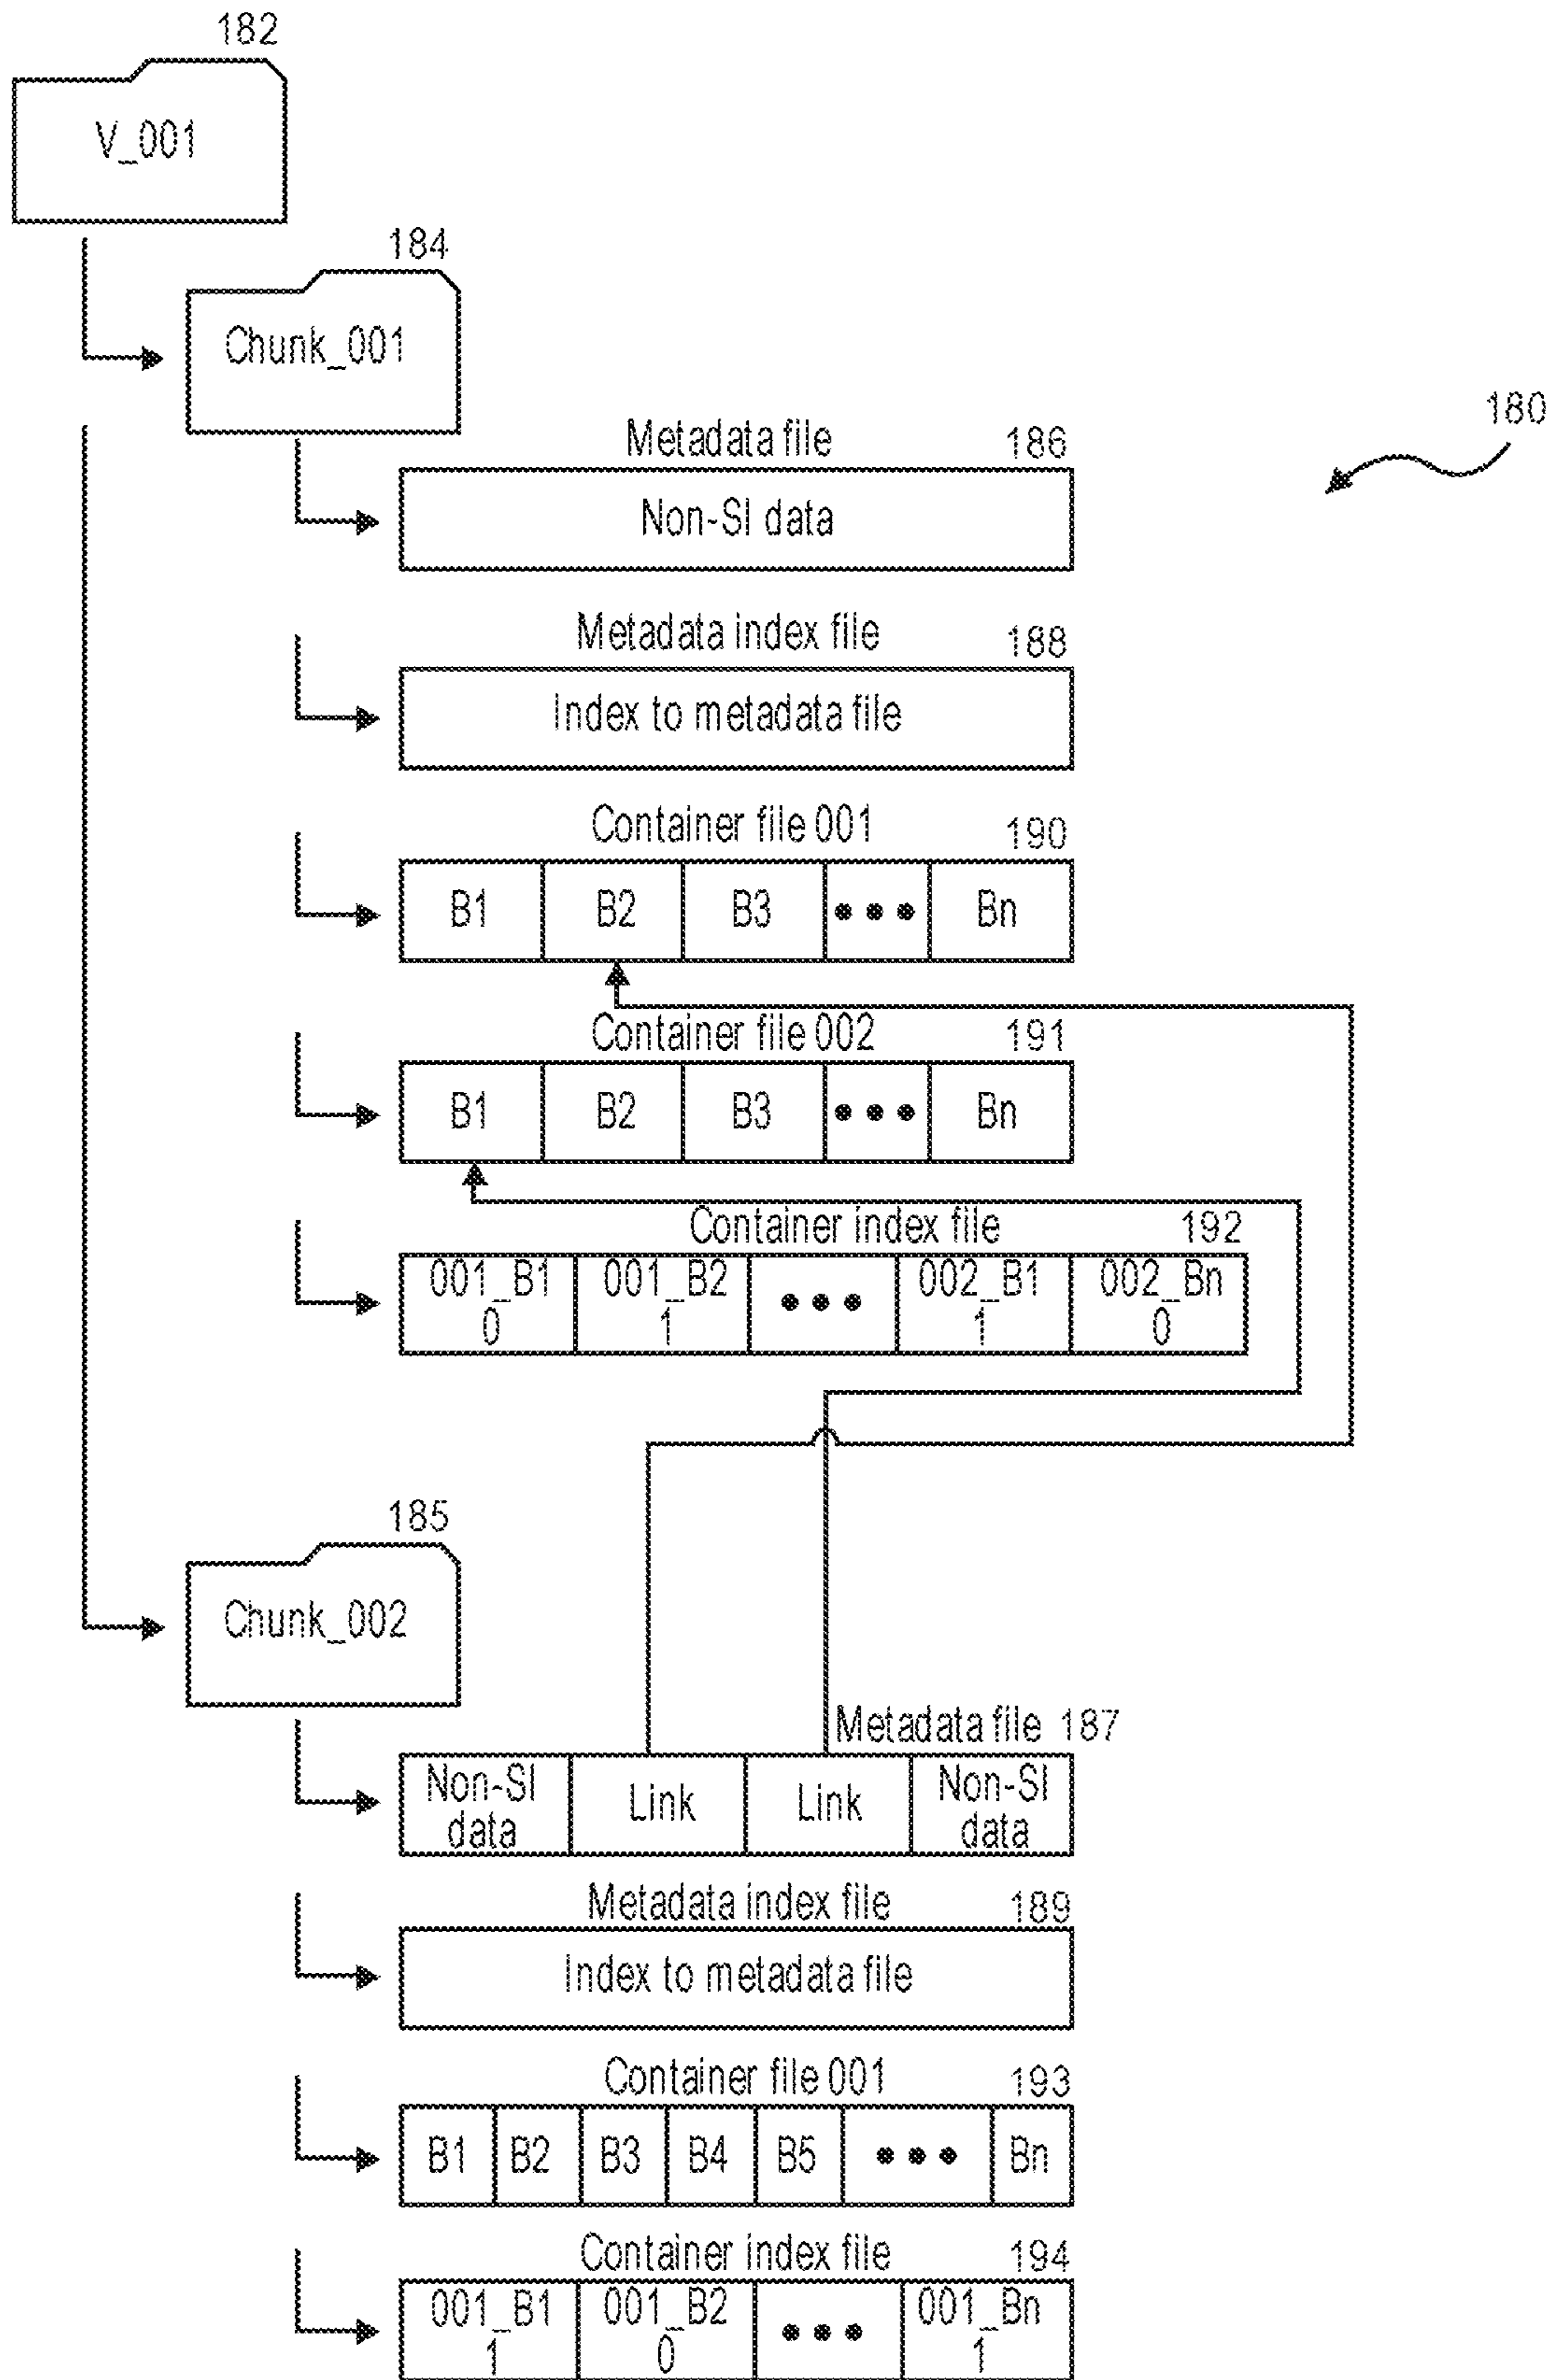 182
V_001
184
Chunk_001
180
Metadata file 186
Non-SI data
Metadata index file 188
Index to metadata file
Container file 001 190
B1 B2 B3 ••• Bn
Container file 002 191
B1 B2 B3 ••• Bn
Container index file 192
001_B1 001_B2 ••• 002_B1 002_Bn
0 1 1 0
185
Chunk_002
Metadata file 187
Non-SI Link Link Non-SI
data data
Metadata index file 189
Index to metadata file
Container file 001 193
B1 B2 B3 B4 B5 ••• Bn
Container index file 194
001_B1 001_B2 ••• 001_Bn
1 0 1